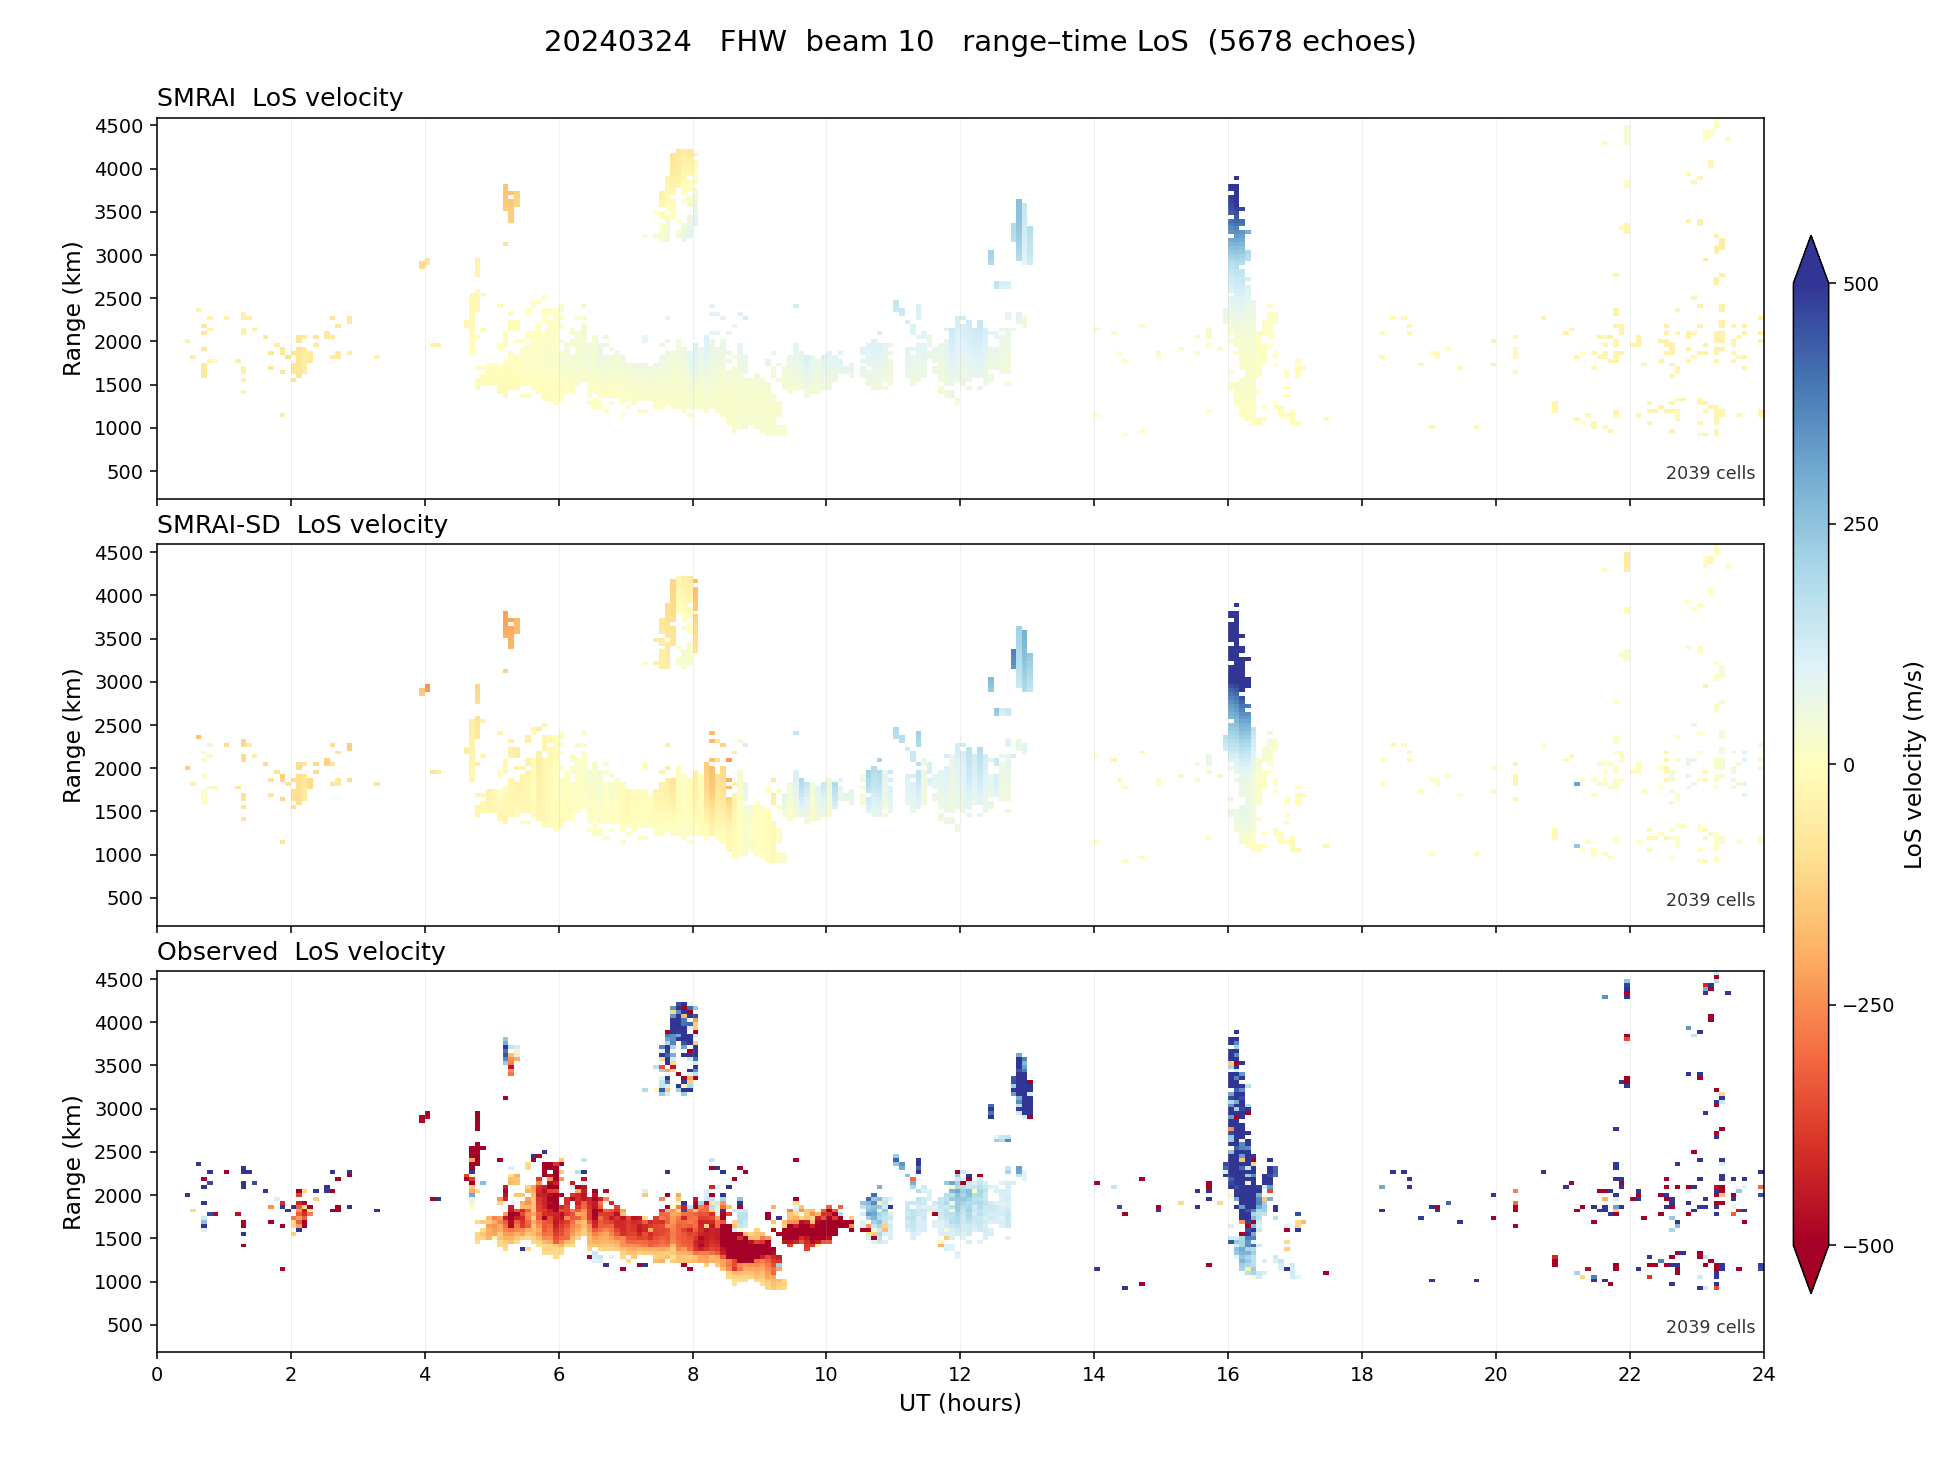 20240324   FHW  beam 10   range–time LoS  (5678 echoes)
SMRAI  LoS velocity
4500
4000
3500
3000
2500
2000
1500
1000
500
Range (km)
2039 cells
SMRAI-SD  LoS velocity
4500
4000
3500
3000
2500
2000
1500
1000
500
Range (km)
2039 cells
Observed  LoS velocity
4500
4000
3500
3000
2500
2000
1500
1000
500
Range (km)
2039 cells
0 2 4 6 8 10 12 14 16 18 20 22 24
UT (hours)
500
250
0
−250
−500
LoS velocity (m/s)